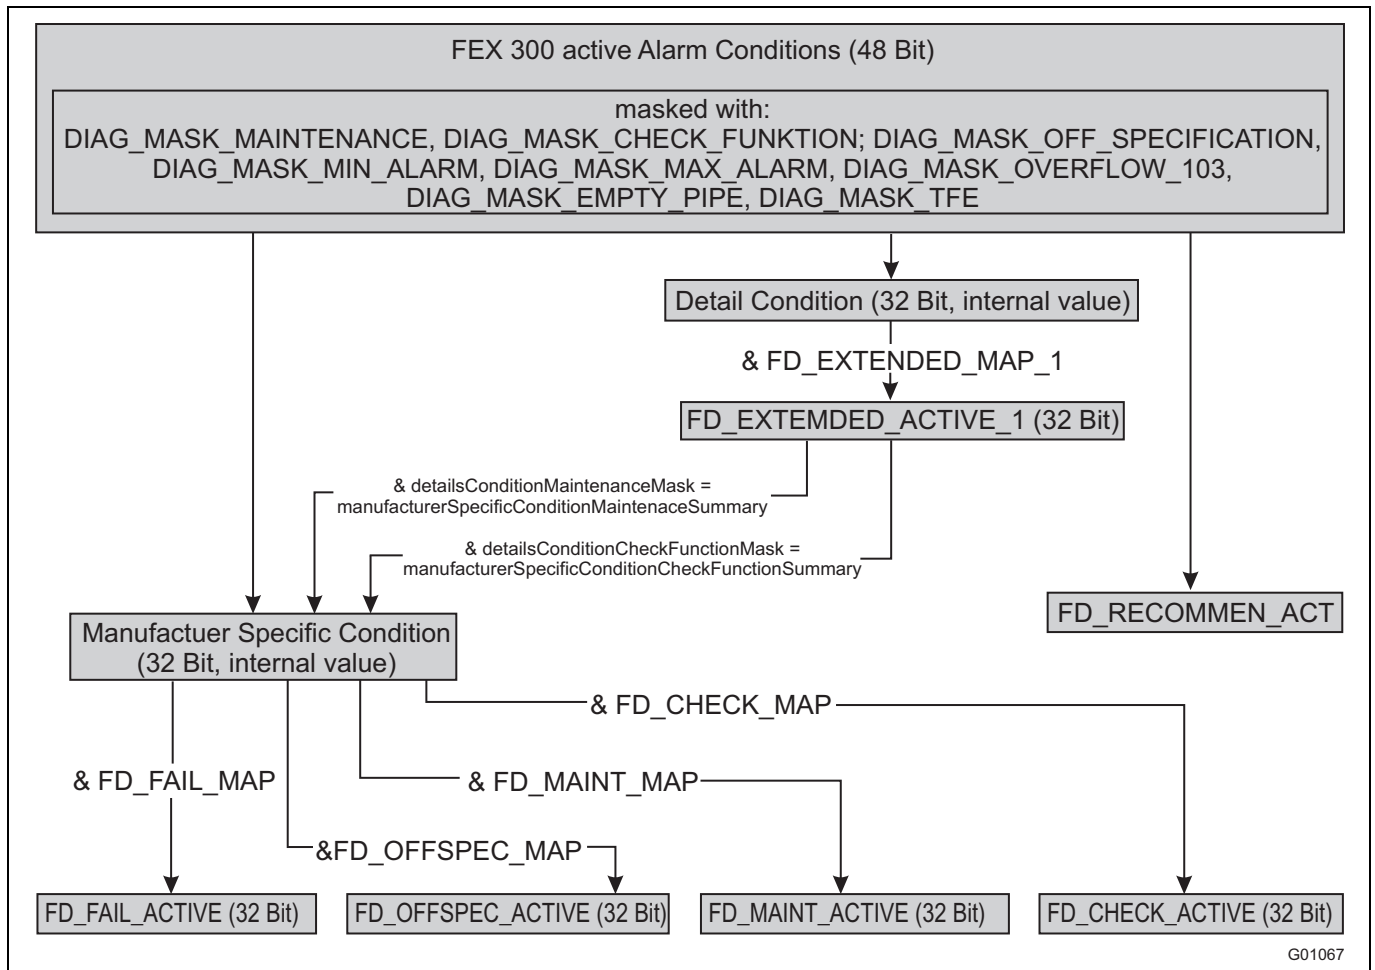 FEX 300 active Alarm Conditions (48 Bit)
masked with:
DIAG_MASK_MAINTENANCE, DIAG_MASK_CHECK_FUNKTION; DIAG_MASK_OFF_SPECIFICATION,
DIAG_MASK_MIN_ALARM, DIAG_MASK_MAX_ALARM, DIAG_MASK_OVERFLOW_103,
DIAG_MASK_EMPTY_PIPE, DIAG_MASK_TFE
Detail Condition (32 Bit, internal value)
& FD_EXTENDED_MAP_1
FD_EXTEMDED_ACTIVE_1 (32 Bit)
& detailsConditionMaintenanceMask =
manufacturerSpecificConditionMaintenaceSummary
& detailsConditionCheckFunctionMask =
manufacturerSpecificConditionCheckFunctionSummary
FD_RECOMMEN_ACT
Manufactuer Specific Condition
(32 Bit, internal value)
& FD_CHECK_MAP
& FD_FAIL_MAP
& FD_MAINT_MAP
&FD_OFFSPEC_MAP
FD_FAIL_ACTIVE (32 Bit)
FD_OFFSPEC_ACTIVE (32 Bit)
FD_MAINT_ACTIVE (32 Bit)
FD_CHECK_ACTIVE (32 Bit)
G01067